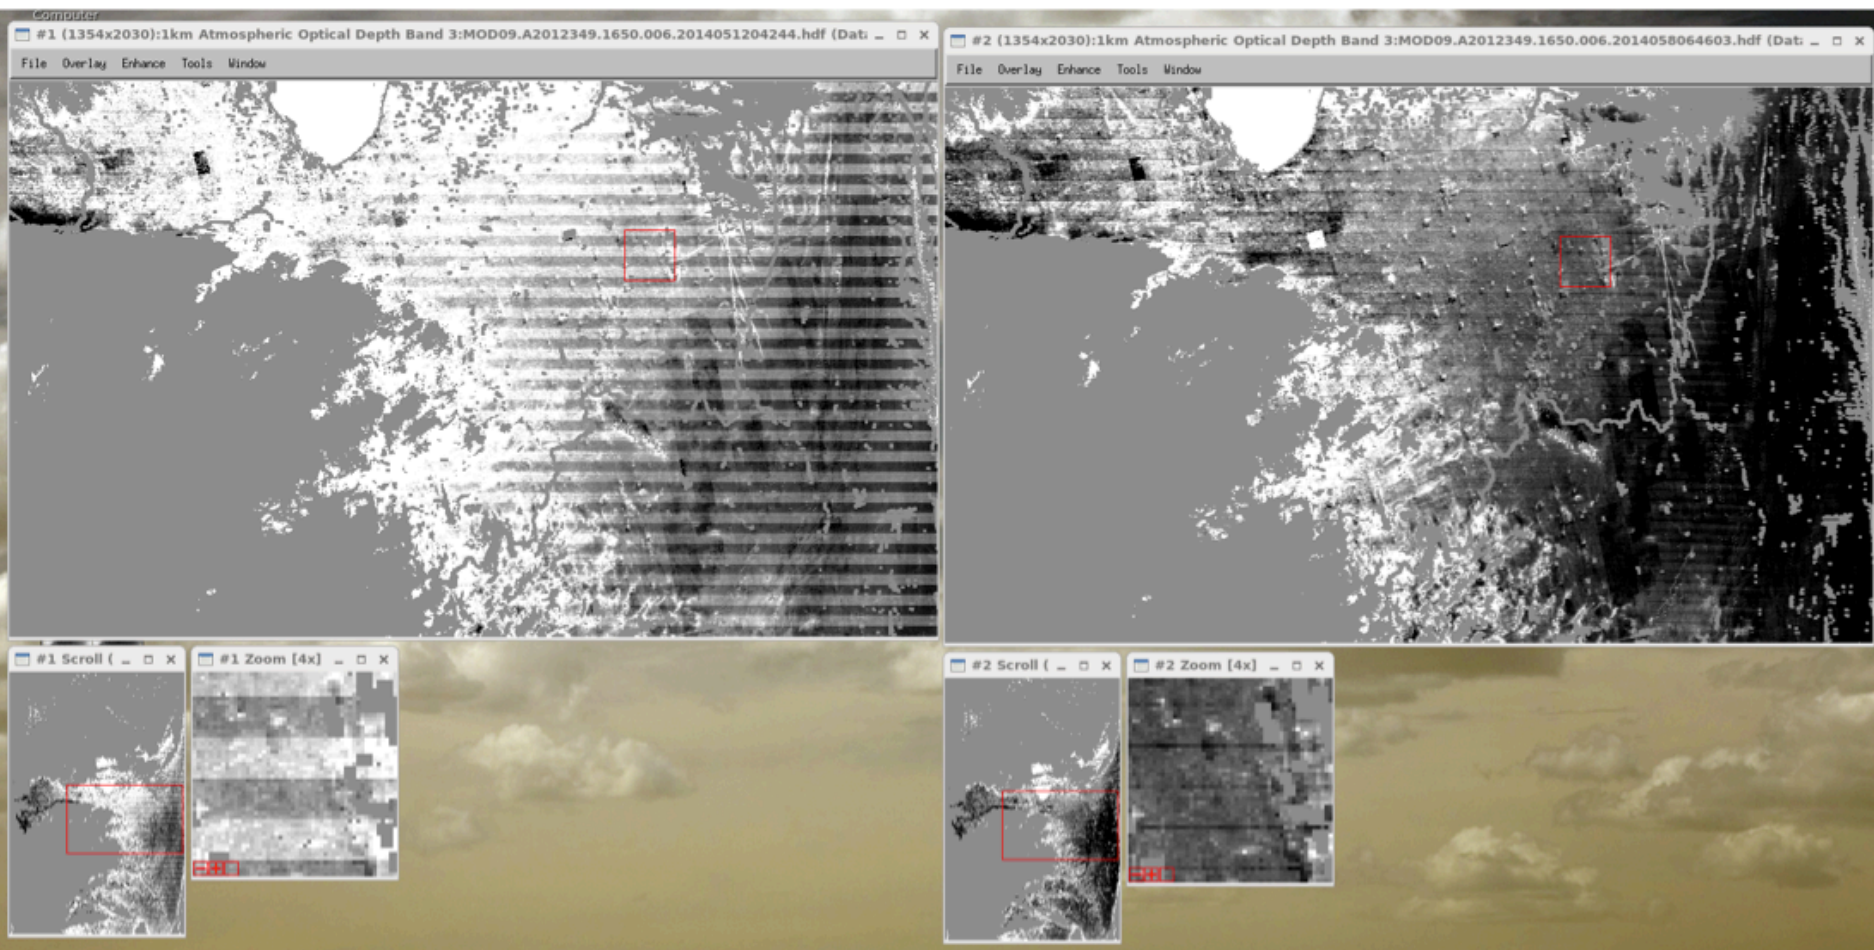 Computer
#1 (1354x2030):1km Atmospheric Optical Depth Band 3:MOD09.A2012349.1650.006.2014051204244.hdf (Dat
File Overlay Enhance Tools Window
#2 (1354x2030):1km Atmospheric Optical Depth Band 3:MOD09.A2012349.1650.006.2014058064603.hdf (Dat
File Overlay Enhance Tools Window
#1 Scroll (
#1 Zoom [4x]
#2 Scroll (
#2 Zoom [4x]